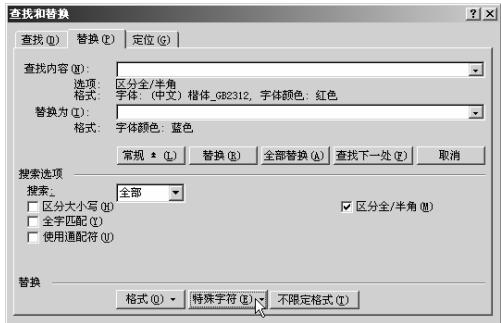 查找和替换
查找(D) 替换(P) 定位(G)
查找内容(N):
选项: 区分全/半角
格式: 字体: (中文) 楷体_GB2312, 字体颜色: 红色
替换为(I):
格式: 字体颜色: 蓝色
常规 (L) 替换(R) 全部替换(A) 查找下一处(F) 取消
搜索选项
搜索: 全部
区分大小写(H) 区分全/半角(M)
全字匹配(Y)
使用通配符(U)
替换
格式(O) 特殊字符(E) 不限定格式(T)